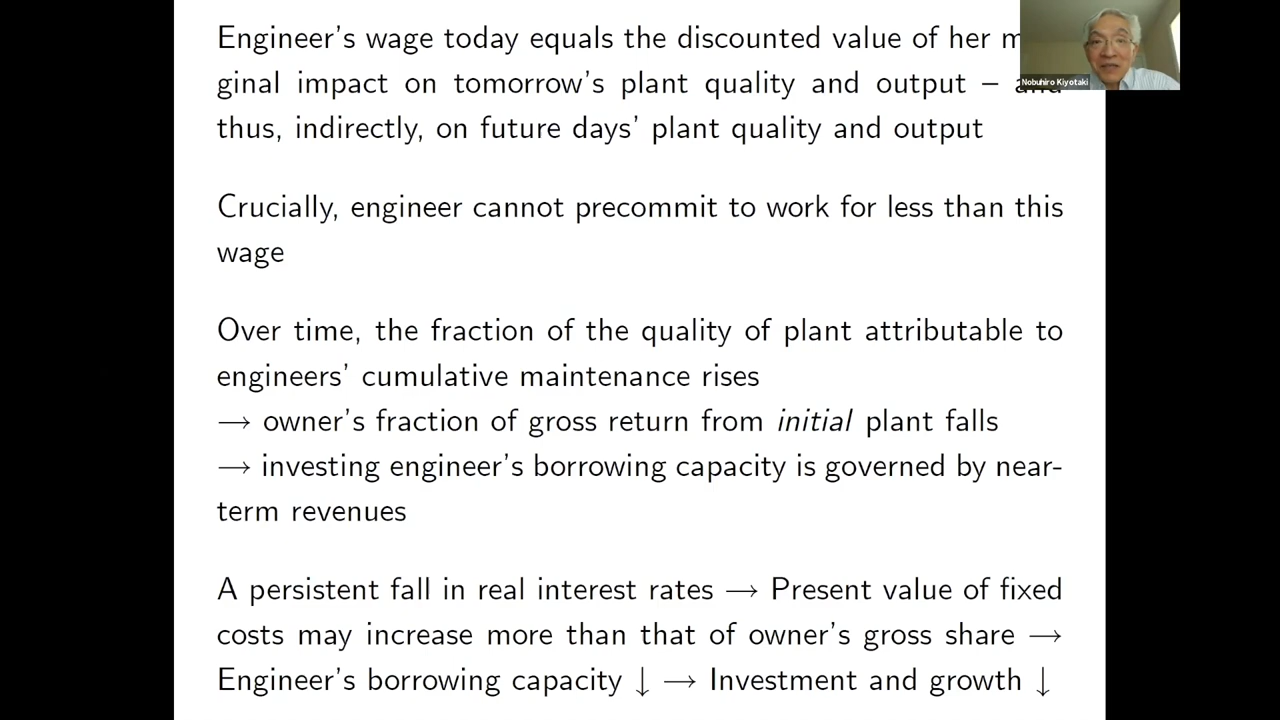 Engineer's wage today equals the discounted value of her m
ginal impact on tomorrow's plant quality and output – and
thus, indirectly, on future days' plant quality and output
Crucially, engineer cannot precommit to work for less than this
wage
Over time, the fraction of the quality of plant attributable to
engineers' cumulative maintenance rises
→ owner's fraction of gross return from initial plant falls
→ investing engineer's borrowing capacity is governed by near-
term revenues
A persistent fall in real interest rates → Present value of fixed
costs may increase more than that of owner's gross share →
Engineer's borrowing capacity ↓ → Investment and growth ↓
Nobuhiro Kiyotaki